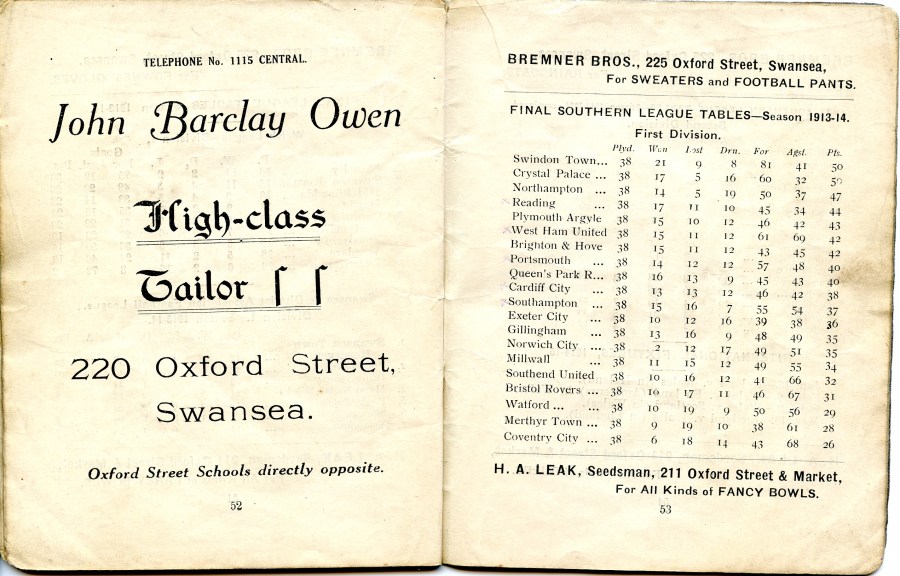 TELEPHONE No. 1115 CENTRAL.
John Barclay Owen
High-class
Tailor
220 Oxford Street,
Swansea.
Oxford Street Schools directly opposite.
52
BREMNER BROS., 225 Oxford Street, Swansea,
For SWEATERS and FOOTBALL PANTS.
FINAL SOUTHERN LEAGUE TABLES—Season 1913-14.
First Division.
Plyd. Won Lost Drn. For Agst. Pts.
Swindon Town... 38 21 9 8 81 41 50
Crystal Palace ... 38 17 5 16 60 32 50
Northampton ... 38 14 5 19 50 37 47
Reading ... 38 17 11 10 45 34 44
Plymouth Argyle 38 15 10 12 46 42 43
West Ham United 38 15 11 12 61 69 42
Brighton & Hove 38 15 11 12 43 45 42
Portsmouth ... 38 14 12 12 57 48 40
Queen's Park R... 38 16 13 9 45 43 40
Cardiff City ... 38 13 13 12 46 42 38
Southampton ... 38 15 16 7 55 54 37
Exeter City ... 38 10 12 16 39 38 36
Gillingham ... 38 13 16 9 48 49 35
Norwich City ... 38 2 12 17 49 51 35
Millwall ... 38 11 15 12 49 55 34
Southend United 38 10 16 12 41 66 32
Bristol Rovers ... 38 10 17 11 46 67 31
Watford ... ... 38 10 19 9 50 56 29
Merthyr Town ... 38 9 19 10 38 61 28
Coventry City ... 38 6 18 14 43 68 26
H. A. LEAK, Seedsman, 211 Oxford Street & Market,
For All Kinds of FANCY BOWLS.
53